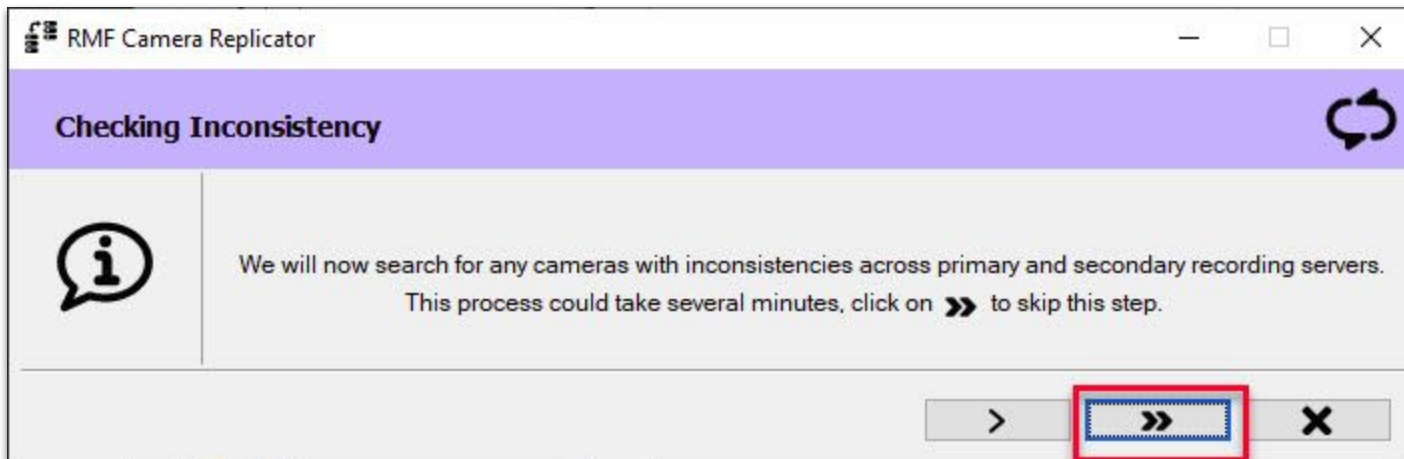 RMF Camera Replicator
Checking Inconsistency
We will now search for any cameras with inconsistencies across primary and secondary recording servers.
This process could take several minutes, click on » to skip this step.
> » ✖